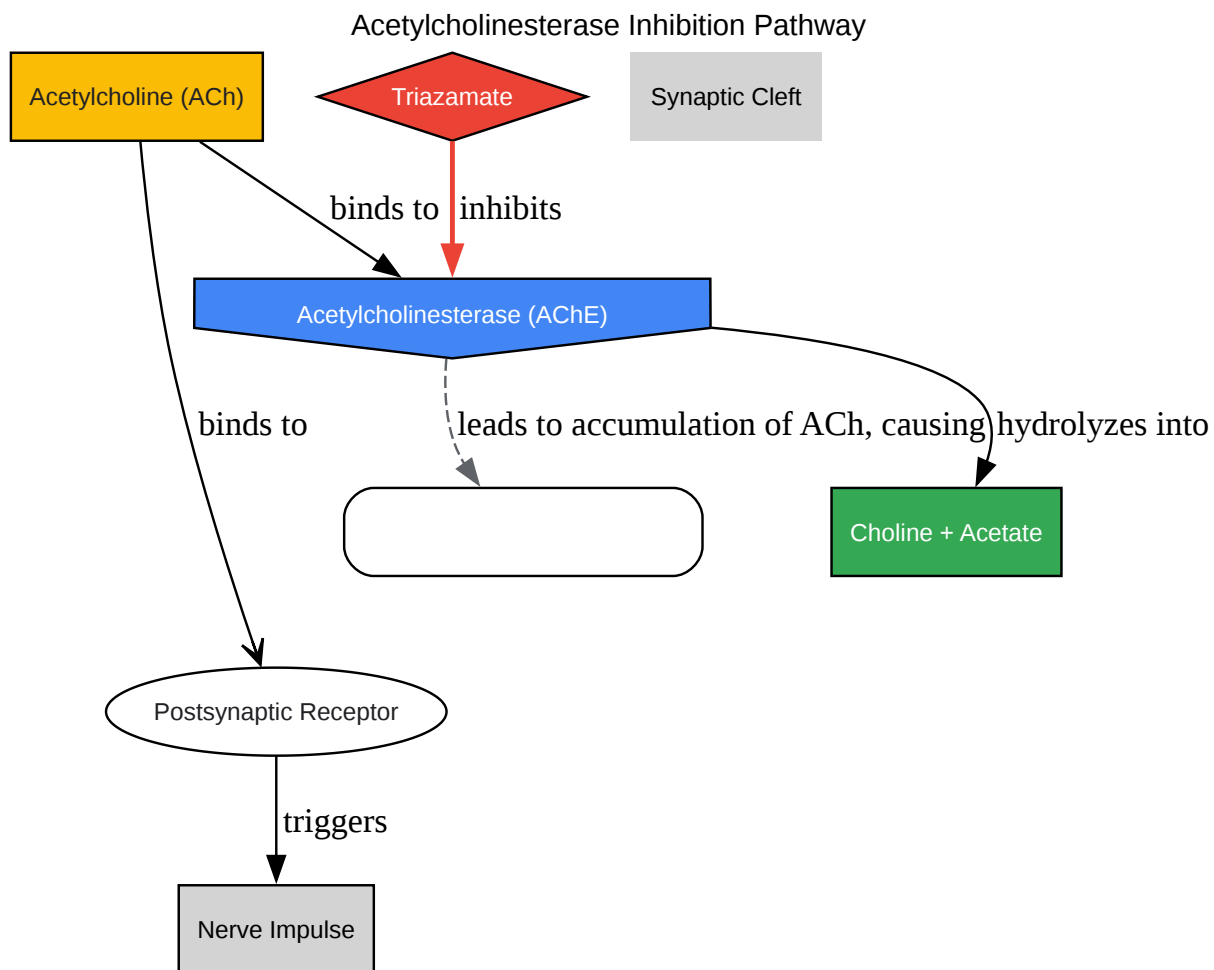 Acetylcholinesterase Inhibition Pathway
Acetylcholine (ACh)
Triazamate
Synaptic Cleft
binds to
inhibits
Acetylcholinesterase (AChE)
binds to
leads to accumulation of ACh, causing
hydrolyzes into
Choline + Acetate
Postsynaptic Receptor
triggers
Nerve Impulse